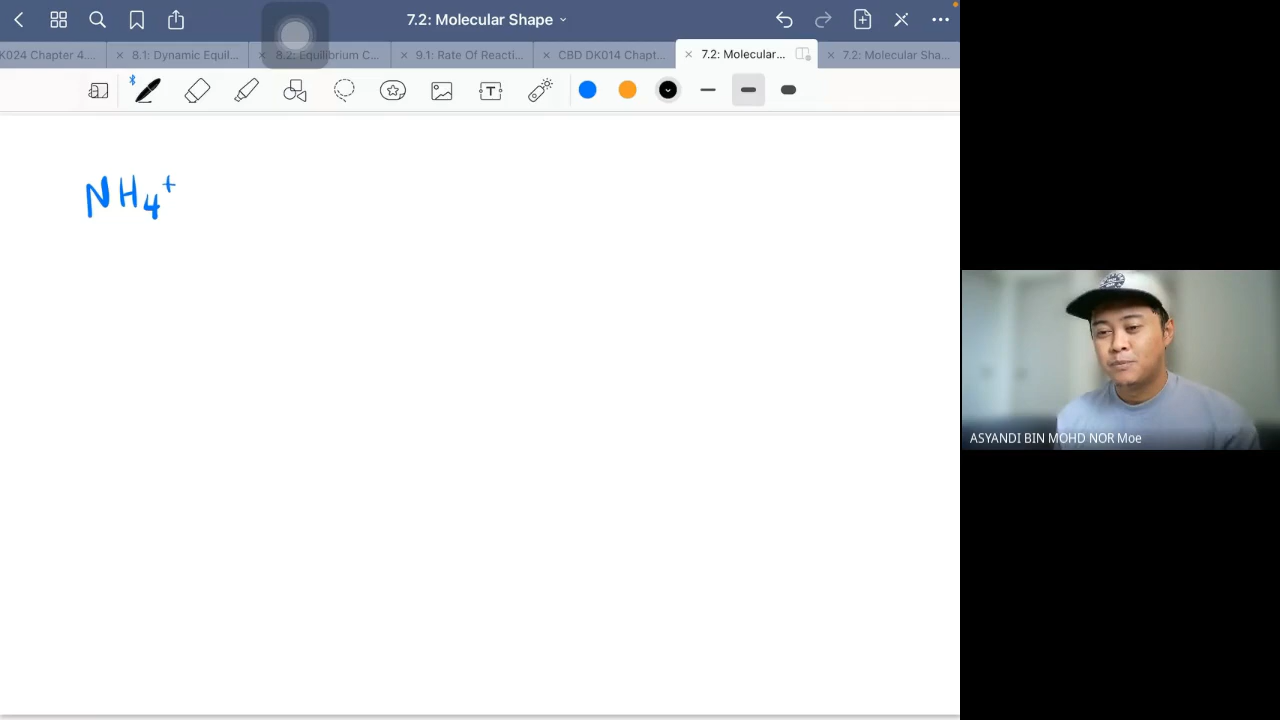 7.2: Molecular Shape
K024 Chapter 4....
8.1: Dynamic Equil...
8.2: Equilibrium C...
9.1: Rate Of Reacti...
CBD DK014 Chapt...
7.2: Molecular...
7.2: Molecular Sha...
T
NH₄⁺
ASYANDI BIN MOHD NOR Moe